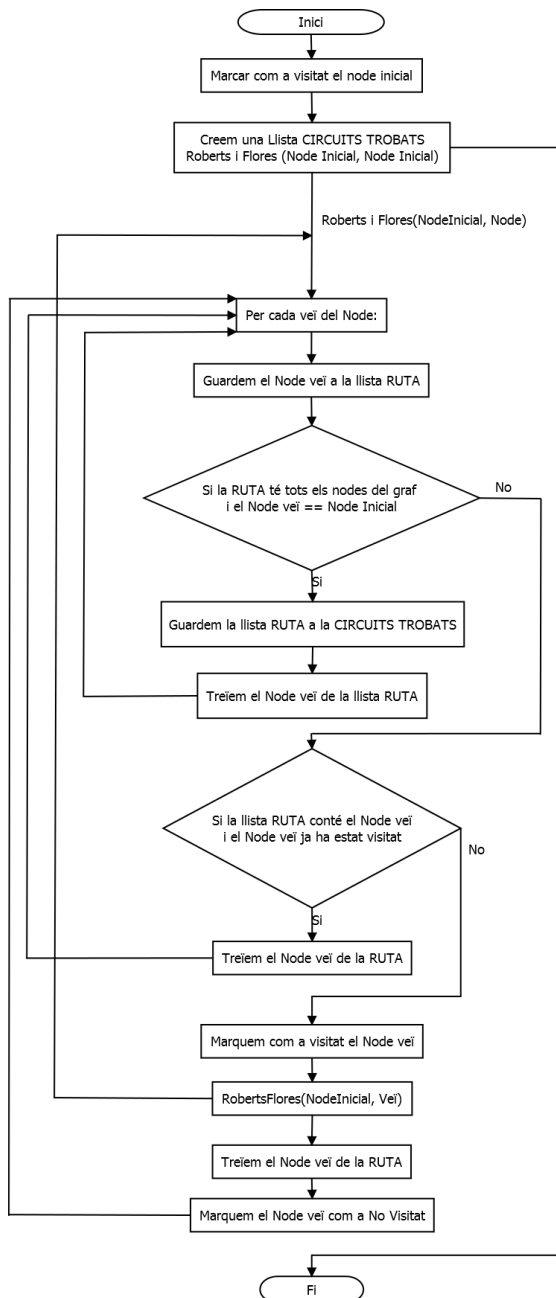 Inici
Marcar com a visitat el node inicial
Creem una Llista CIRCUITS TROBATS
Roberts i Flores (Node Inicial, Node Inicial)
Roberts i Flores(NodeInicial, Node)
Per cada veï del Node:
Guardem el Node veï a la llista RUTA
Si la RUTA té tots els nodes del graf
i el Node veï == Node Inicial
No
Si
Guardem la llista RUTA a la CIRCUITS TROBATS
Treïem el Node veï de la llista RUTA
Si la llista RUTA conté el Node veï
i el Node veï ja ha estat visitat
No
Si
Treïem el Node veï de la RUTA
Marquem com a visitat el Node veï
RobertsFlores(NodeInicial, Veï)
Treïem el Node veï de la RUTA
Marquem el Node veï com a No Visitat
Fi